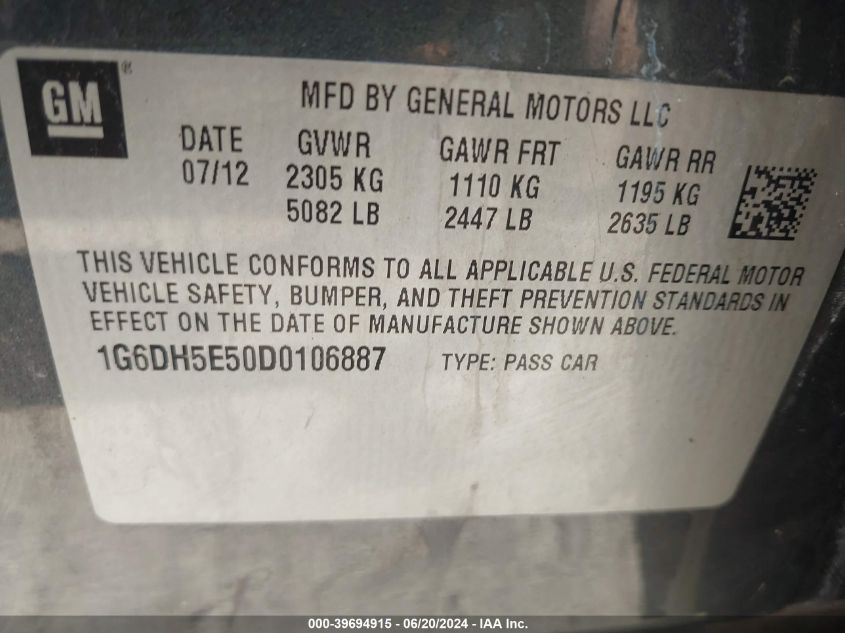 GM ®
MFD BY GENERAL MOTORS LLC
DATE GVWR GAWR FRT GAWR RR
07/12 2305 KG 1110 KG 1195 KG
5082 LB 2447 LB 2635 LB
THIS VEHICLE CONFORMS TO ALL APPLICABLE U.S. FEDERAL MOTOR
VEHICLE SAFETY, BUMPER, AND THEFT PREVENTION STANDARDS IN
EFFECT ON THE DATE OF MANUFACTURE SHOWN ABOVE.
1G6DH5E50D0106887 TYPE: PASS CAR
000-39694915 - 06/20/2024 - IAA Inc.